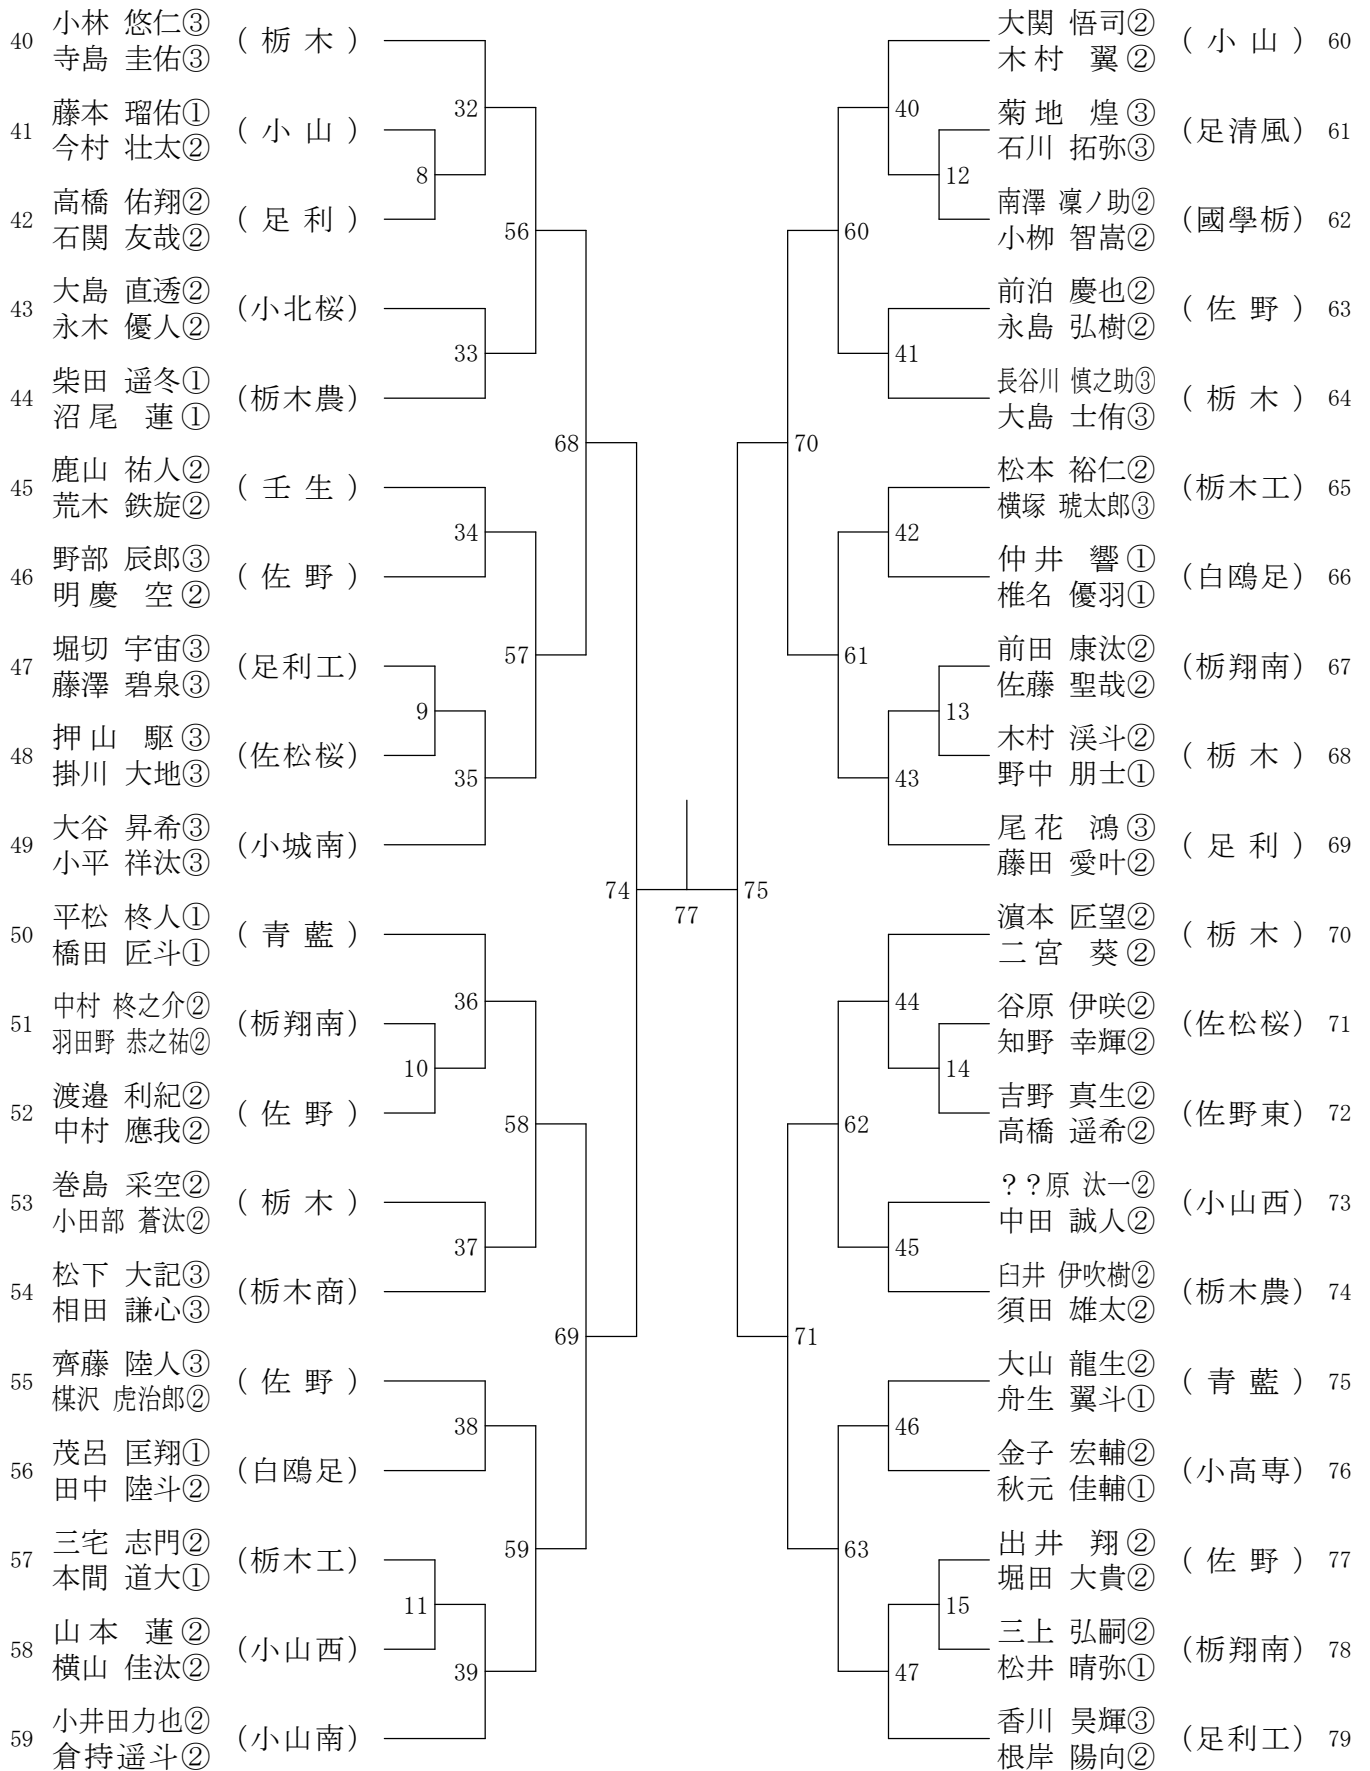 40 小林 悠仁③ (栃木)
寺島 圭佑③
41 藤本 瑠佑① (小山)
今村 壮太②
42 高橋 佑翔② (足利)
石関 友哉②
43 大島 直透② (小北桜)
永木 優人②
44 柴田 遥冬① (栃木農)
沼尾 蓮①
45 鹿山 祐人② (壬生)
荒木 鉄旋②
46 野部 辰郎③ (佐野)
明慶 空②
47 堀切 宇宙③ (足利工)
藤澤 碧泉③
48 押山 駆③ (佐松桜)
掛川 大地③
49 大谷 昇希③ (小城南)
小平 祥汰③
50 平松 柊人① (青藍)
橋田 匠斗①
51 中村 柊之介② (栃翔南)
羽田野 恭之祐②
52 渡邉 利紀② (佐野)
中村 應我②
53 巻島 采空② (栃木)
小田部 蒼汰②
54 松下 大記③ (栃木商)
相田 謙心③
55 齊藤 陸人③ (佐野)
楳沢 虎治郎②
56 茂呂 匡翔① (白鴎足)
田中 陸斗②
57 三宅 志門② (栃木工)
本間 道大①
58 山本 蓮② (小山西)
横山 佳汰②
59 小井田力也② (小山南)
倉持遥斗②
32
8
56
33
68
34
57
9
35
74
36
10
58
37
69
38
59
11
39
77
75
40
12
60
41
70
42
61
13
43
44
14
62
45
71
46
63
15
47
大関 悟司② (小山) 60
木村 翼②
菊地 煌③ (足清風) 61
石川 拓弥③
南澤 凜ノ助② (國學栃) 62
小栁 智嵩②
前泊 慶也② (佐野) 63
永島 弘樹②
長谷川 慎之助③ (栃木) 64
大島 士侑③
松本 裕仁② (栃木工) 65
横塚 琥太郎③
仲井 響① (白鴎足) 66
椎名 優羽①
前田 康汰② (栃翔南) 67
佐藤 聖哉②
木村 渓斗② (栃木) 68
野中 朋士①
尾花 鴻③ (足利) 69
藤田 愛叶②
濵本 匠望② (栃木) 70
二宮 葵②
谷原 伊咲② (佐松桜) 71
知野 幸輝②
吉野 真生② (佐野東) 72
高橋 遥希②
??原 汰一② (小山西) 73
中田 誠人②
臼井 伊吹樹② (栃木農) 74
須田 雄太②
大山 龍生② (青藍) 75
舟生 翼斗①
金子 宏輔② (小高専) 76
秋元 佳輔①
出井 翔② (佐野) 77
堀田 大貴②
三上 弘嗣② (栃翔南) 78
松井 晴弥①
香川 昊輝③ (足利工) 79
根岸 陽向②